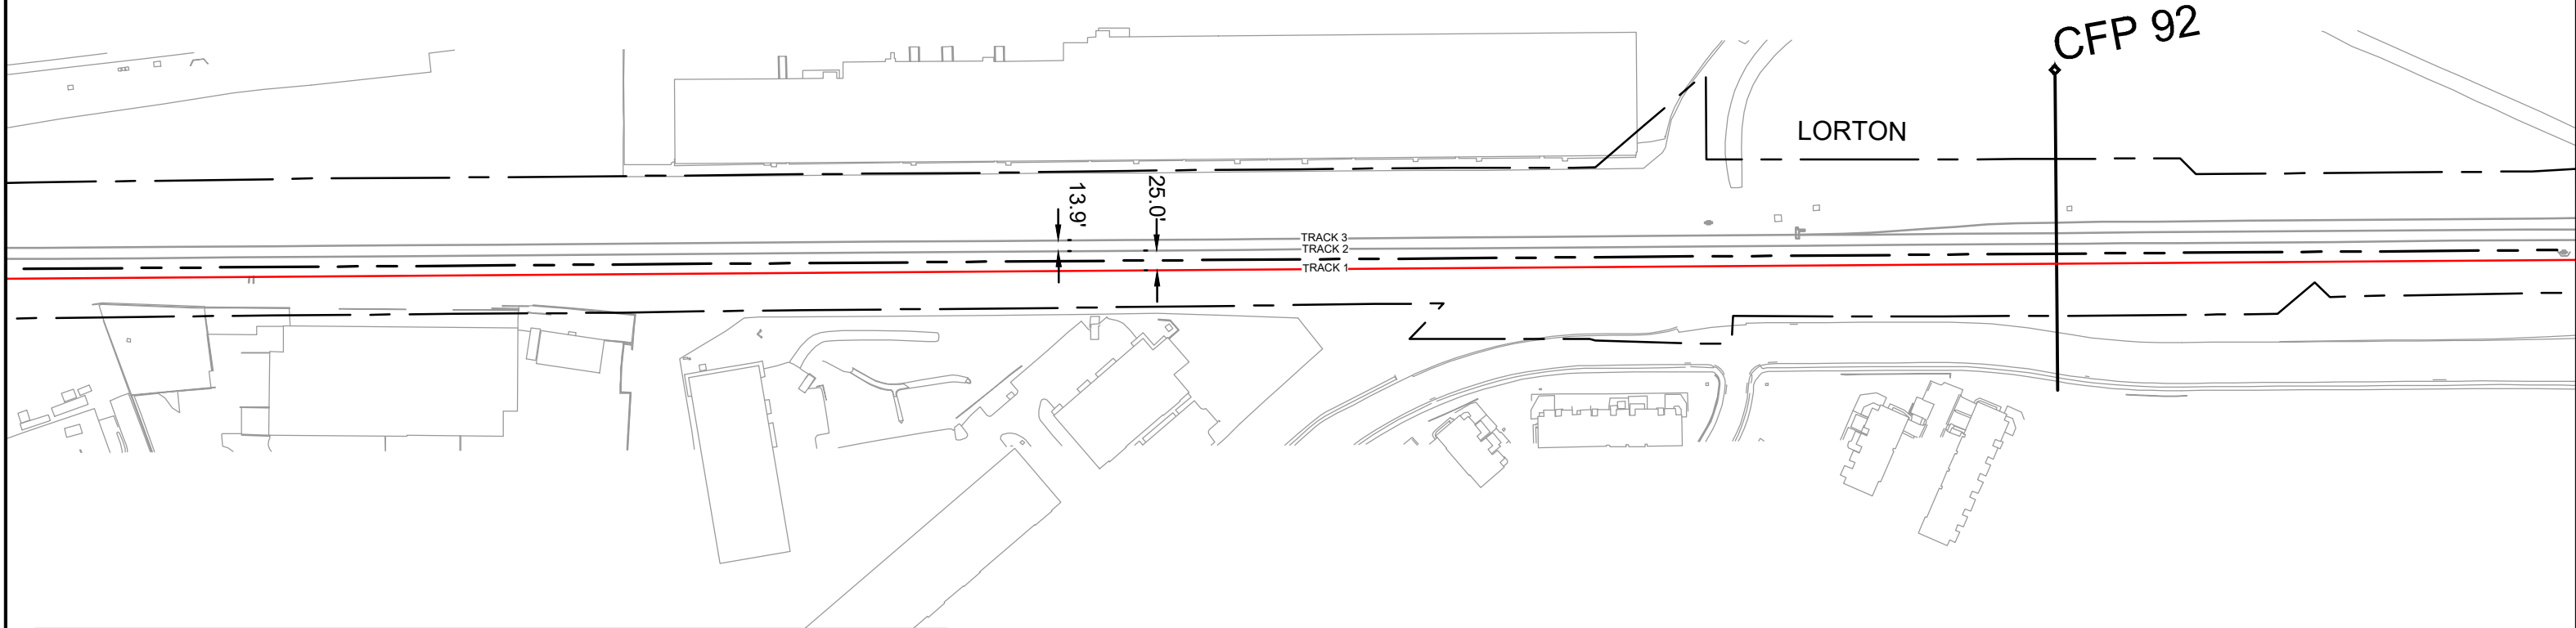 CFP 92
LORTON
13.9'
25.0'
TRACK 3
TRACK 2
TRACK 1